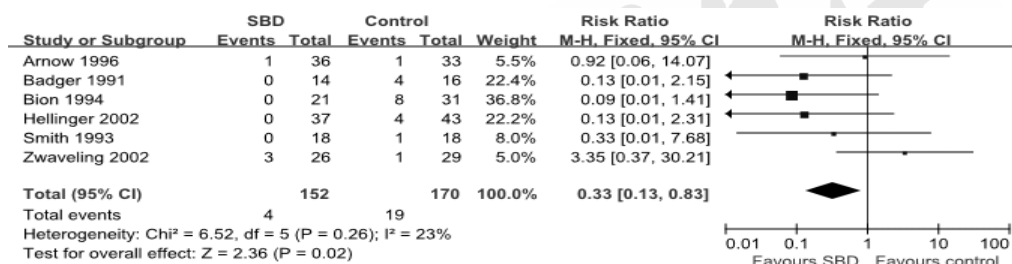 SBD Control Risk Ratio Risk Ratio
Study or Subgroup Events Total Events Total Weight M-H, Fixed, 95% CI M-H, Fixed, 95% CI
Arnow 1996 1 36 1 33 5.5% 0.92 [0.06, 14.07]
Badger 1991 0 14 4 16 22.4% 0.13 [0.01, 2.15]
Bion 1994 0 21 8 31 36.8% 0.09 [0.01, 1.41]
Hellinger 2002 0 37 4 43 22.2% 0.13 [0.01, 2.31]
Smith 1993 0 18 1 18 8.0% 0.33 [0.01, 7.68]
Zwaveling 2002 3 26 1 29 5.0% 3.35 [0.37, 30.21]
Total (95% CI) 152 170 100.0% 0.33 [0.13, 0.83]
Total events 4 19
Heterogeneity: Chi² = 6.52, df = 5 (P = 0.26); I² = 23%
Test for overall effect: Z = 2.36 (P = 0.02)
0.01 0.1 1 10 100
Favours SBD Favours control